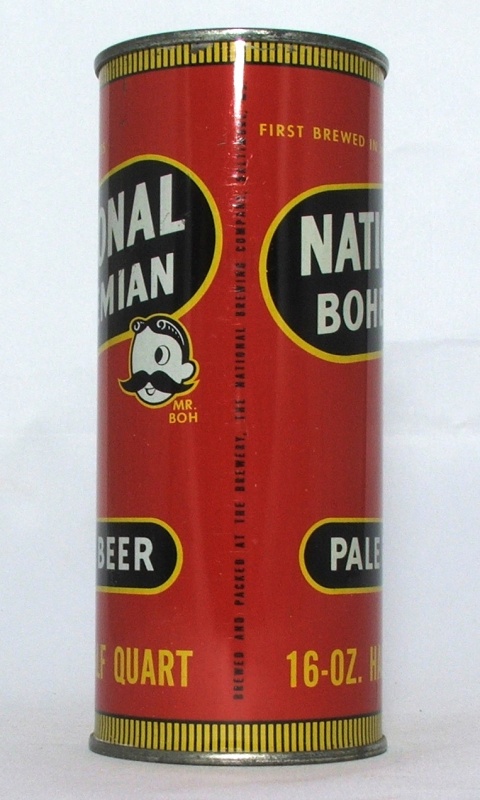 ONAL
MIAN
MR.
BOH
BEER
LF QUART
BREWED AND PACKED AT THE BREWERY, THE NATIONAL BREWING COMPANY,
FIRST BREWED IN
NATIO
BOHE
PALE
16-OZ. HA